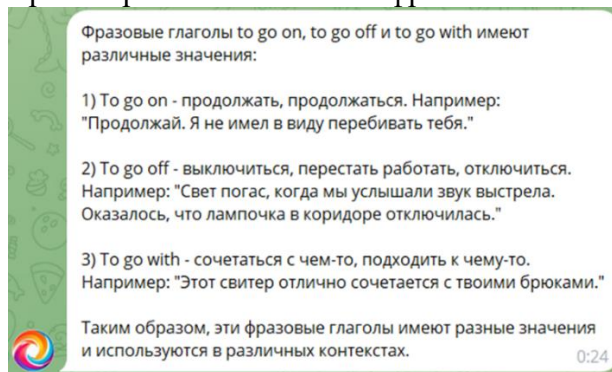 Фразовые глаголы to go on, to go off и to go with имеют
различные значения:
1) To go on - продолжать, продолжаться. Например:
"Продолжай. Я не имел в виду перебивать тебя."
2) To go off - выключиться, перестать работать, отключиться.
Например: "Свет погас, когда мы услышали звук выстрела.
Оказалось, что лампочка в коридоре отключилась."
3) To go with - сочетаться с чем-то, подходить к чему-то.
Например: "Этот свитер отлично сочетается с твоими брюками."
Таким образом, эти фразовые глаголы имеют разные значения
и используются в различных контекстах.
0:24